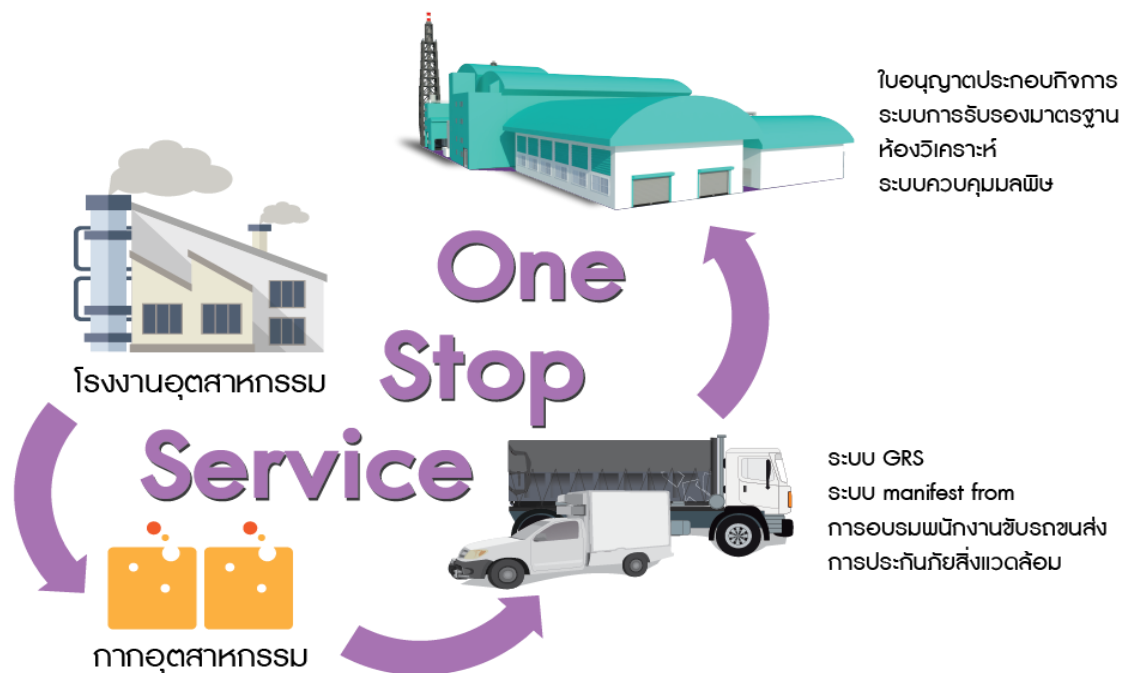 ใบอนุญาตประกอบกิจการ
ระบบการรับรองมาตรฐาน
ห้องวิเคราะห์
ระบบควบคุมมลพิษ
One
Stop
Service
โรงงานอุตสาหกรรม
ระบบ GRS
ระบบ manifest from
การอบรมพนักงานขับรถขนส่ง
การประกันภัยสิ่งแวดล้อม
กากอุตสาหกรรม